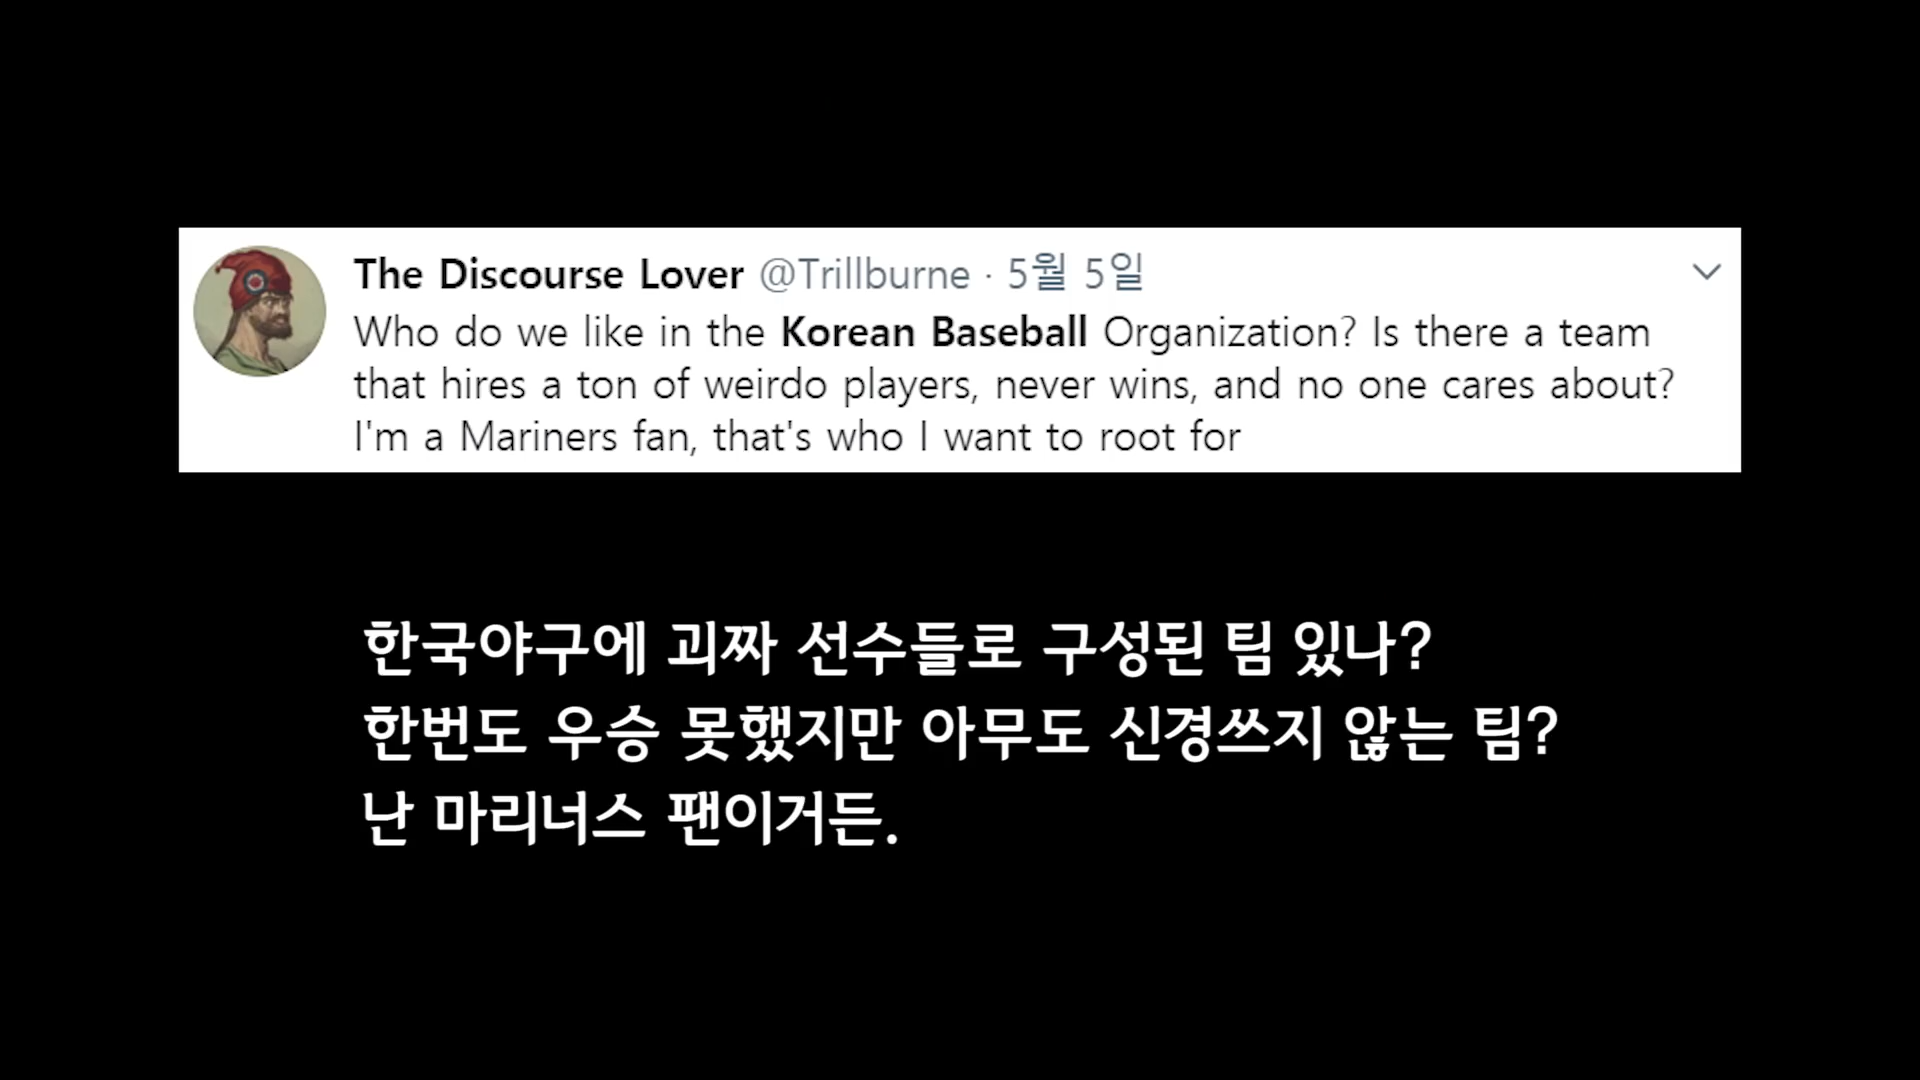 The Discourse Lover @Trillburne · 5월 5일
Who do we like in the Korean Baseball Organization? Is there a team
that hires a ton of weirdo players, never wins, and no one cares about?
I'm a Mariners fan, that's who I want to root for
한국야구에 괴짜 선수들로 구성된 팀 있나?
한번도 우승 못했지만 아무도 신경쓰지 않는 팀?
난 마리너스 팬이거든.